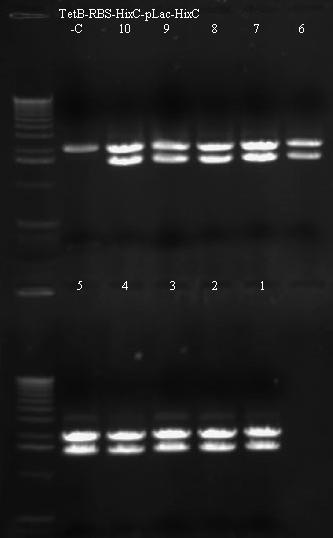 TetB-RBS-HixC-pLac-HixC
-C 10 9 8 7 6
5 4 3 2 1